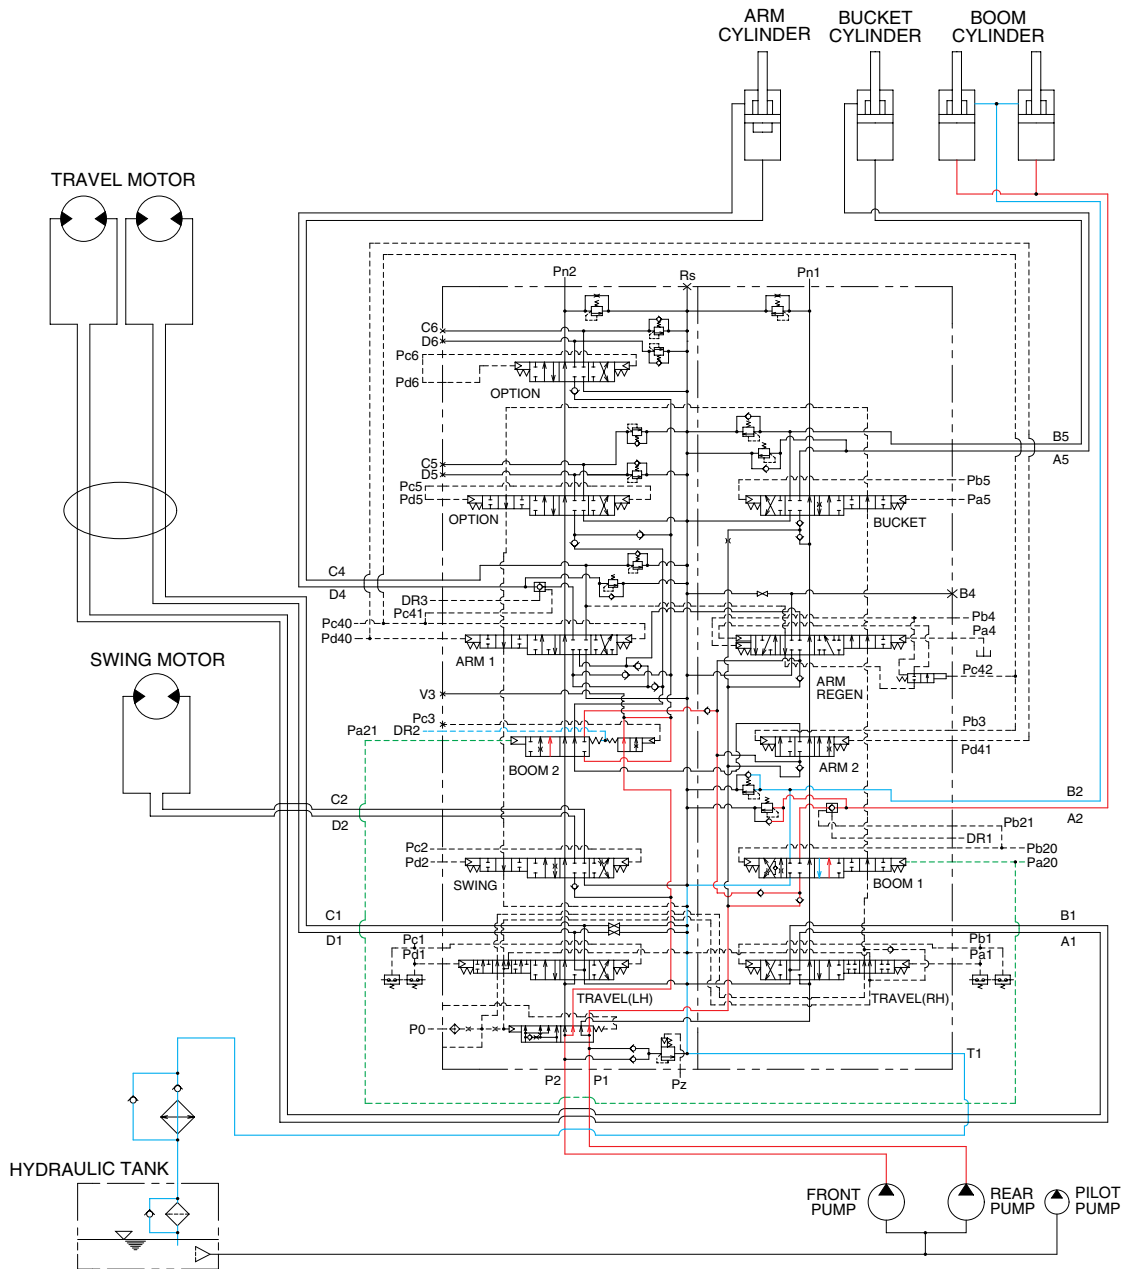 ARM
CYLINDER
BUCKET
CYLINDER
BOOM
CYLINDER
TRAVEL MOTOR
Pn2
Rs
Pn1
C6
D6
Pc6
Pd6
OPTION
B5
A5
C5
D5
Pc5
Pd5
OPTION
Pb5
Pa5
BUCKET
C4
D4
DR3
Pc41
Pc40
Pd40
ARM 1
B4
Pb4
Pa4
Pc42
ARM
REGEN
SWING MOTOR
V3
Pc3
DR2
Pa21
BOOM 2
Pb3
Pd41
ARM 2
C2
D2
B2
A2
Pb21
DR1
Pb20
Pa20
BOOM 1
Pc2
Pd2
SWING
C1
D1
B1
A1
Pc1
Pd1
TRAVEL(LH)
Pb1
Pa1
TRAVEL(RH)
P0
P2
P1
Pz
T1
HYDRAULIC TANK
FRONT
PUMP
REAR
PUMP
PILOT
PUMP